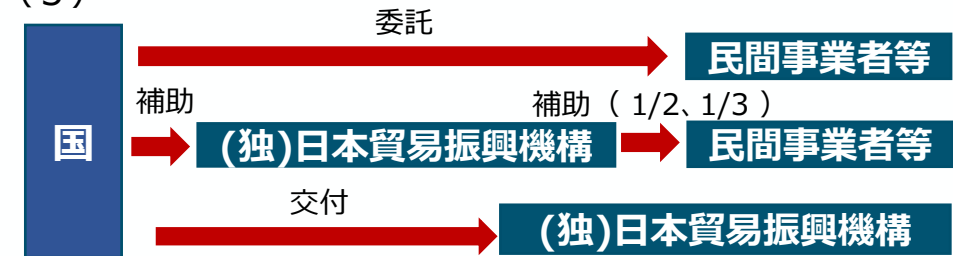 (３)
委託
民間事業者等
補助
補助（ 1/2、1/3 ）
国
(独)日本貿易振興機構
民間事業者等
交付
(独)日本貿易振興機構